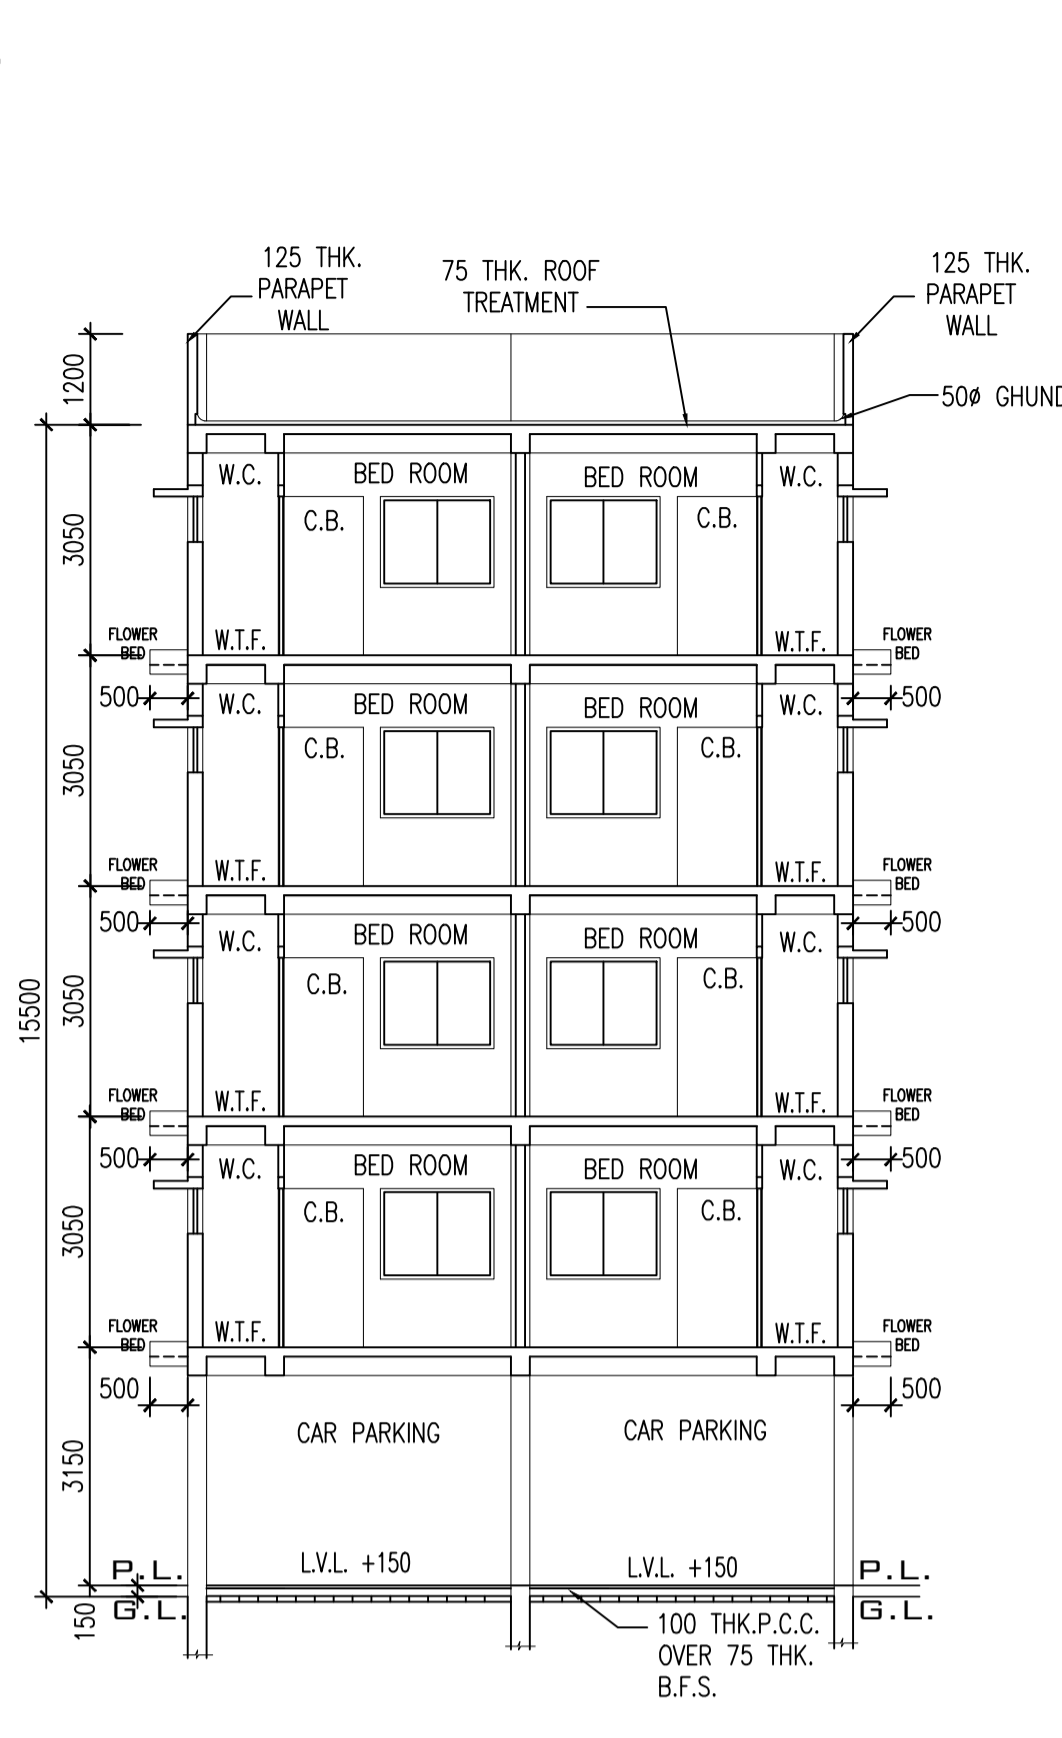 125 THK.
PARAPET
WALL
75 THK. ROOF
TREATMENT
125 THK.
PARAPET
WALL
1200
50ø GHUND
W.C.
BED ROOM
BED ROOM
W.C.
C.B.
C.B.
3050
FLOWER
BED
W.T.F.
W.T.F.
FLOWER
BED
500
500
W.C.
BED ROOM
BED ROOM
W.C.
C.B.
C.B.
3050
FLOWER
BED
W.T.F.
W.T.F.
FLOWER
BED
500
500
W.C.
BED ROOM
BED ROOM
W.C.
C.B.
C.B.
15500
3050
FLOWER
BED
W.T.F.
W.T.F.
FLOWER
BED
500
500
W.C.
BED ROOM
BED ROOM
W.C.
C.B.
C.B.
3050
FLOWER
BED
W.T.F.
W.T.F.
FLOWER
BED
500
500
CAR PARKING
CAR PARKING
3150
L.V.L. +150
L.V.L. +150
P.L.
P.L.
150
G.L.
G.L.
100 THK.P.C.C.
OVER 75 THK.
B.F.S.